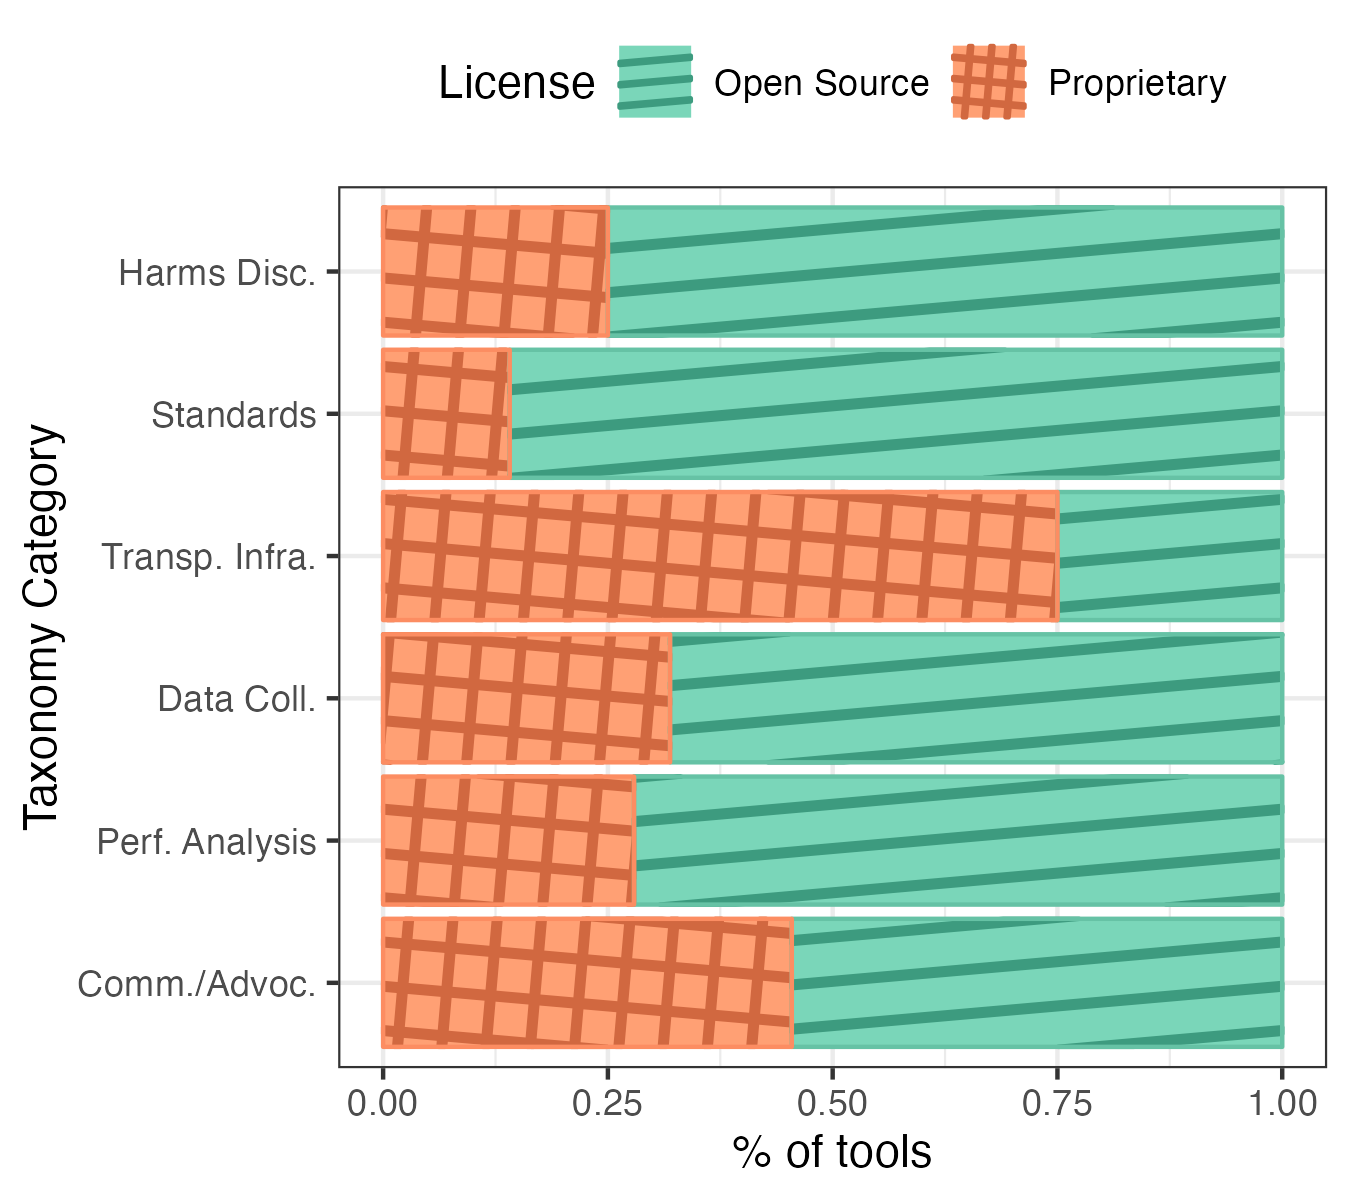 License Open Source Proprietary
Taxonomy Category
Harms Disc.
Standards
Transp. Infra.
Data Coll.
Perf. Analysis
Comm./Advoc.
0.00 0.25 0.50 0.75 1.00
% of tools